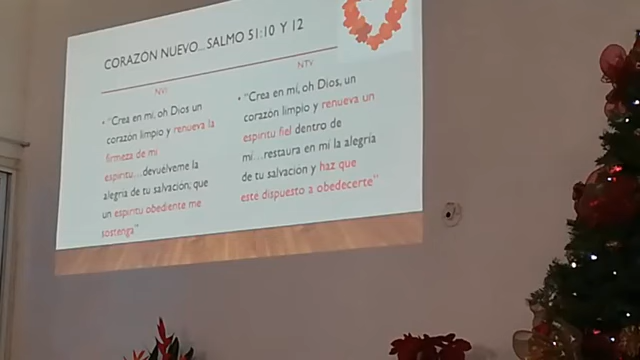 CORAZÓN NUEVO... SALMO 51:10 Y 12
NVI
• "Crea en mí, oh Dios un
corazón limpio y renueva la
firmeza de mi
espíritu...devuélveme la
alegría de tu salvación; que
un espíritu obediente me
sostenga"
NTV
• "Crea en mí, oh Dios, un
corazón limpio y renueva un
espíritu fiel dentro de
mí...restaura en mí la alegría
de tu salvación y haz que
esté dispuesto a obedecerte"